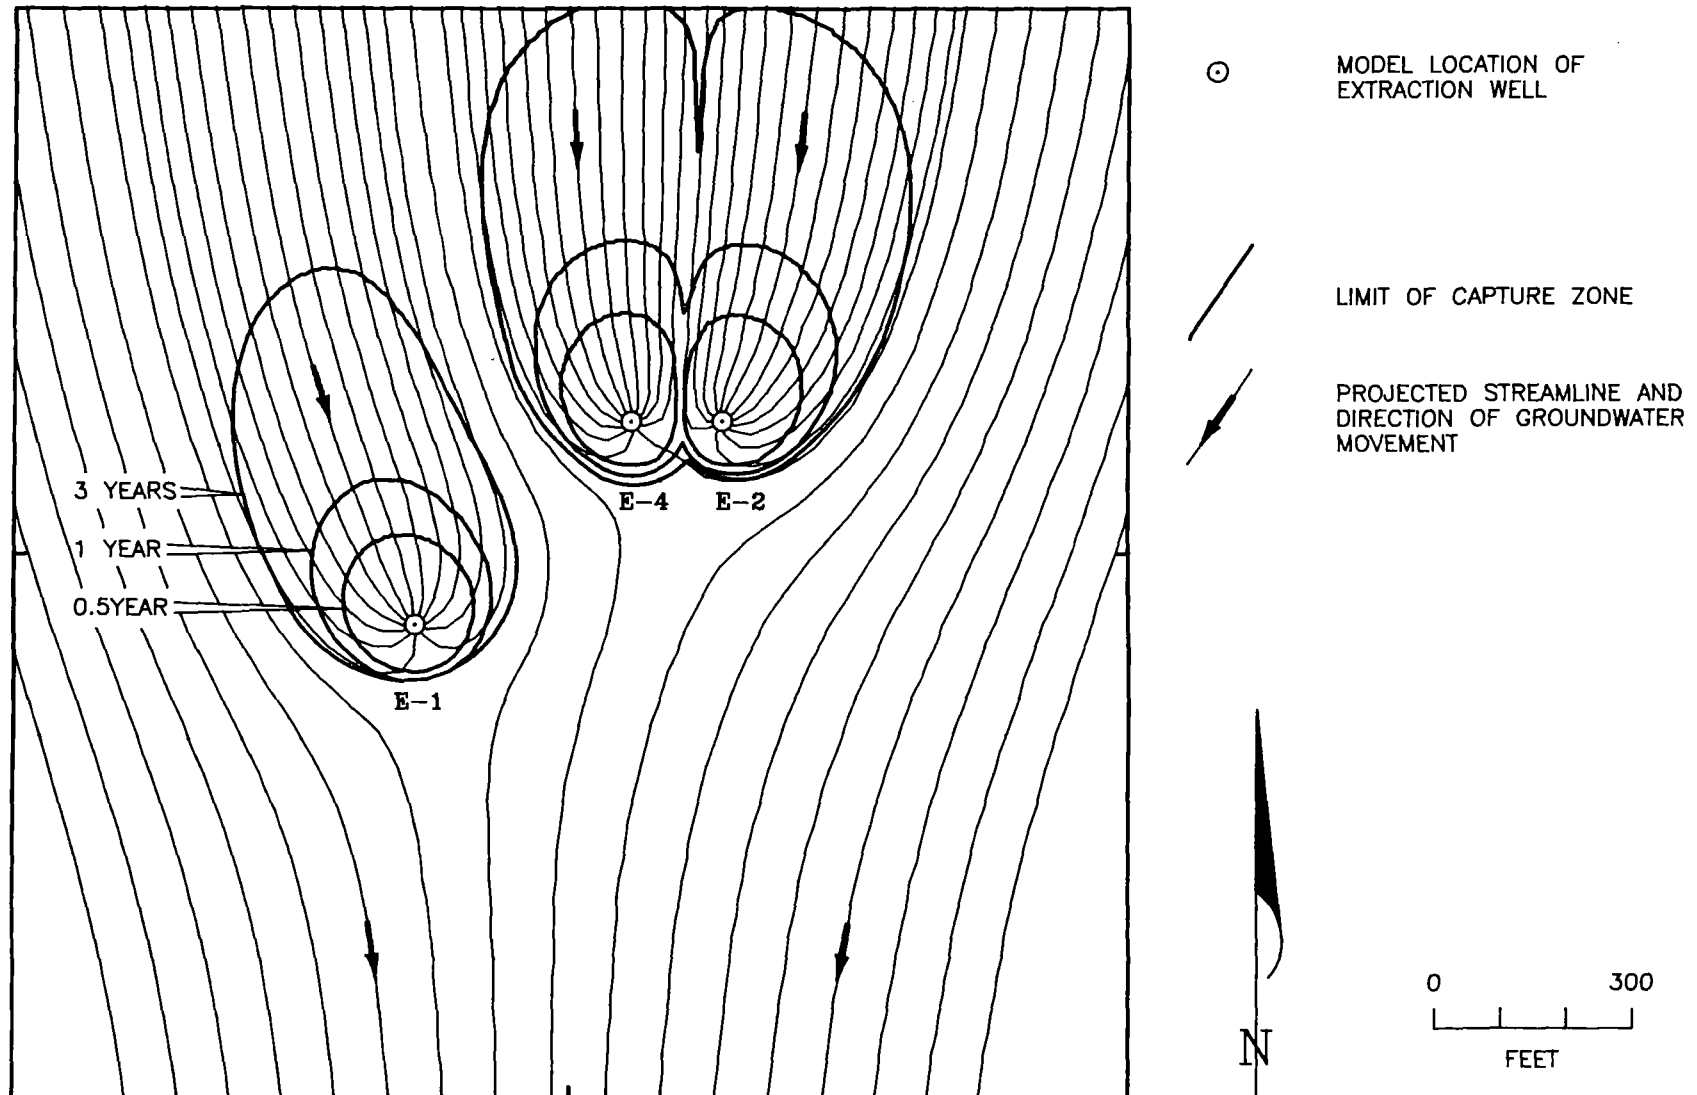 MODEL LOCATION OF
EXTRACTION WELL
LIMIT OF CAPTURE ZONE
PROJECTED STREAMLINE AND
DIRECTION OF GROUNDWATER
MOVEMENT
3 YEARS
1 YEAR
0.5YEAR
E-4
E-2
E-1
N
0 300
FEET